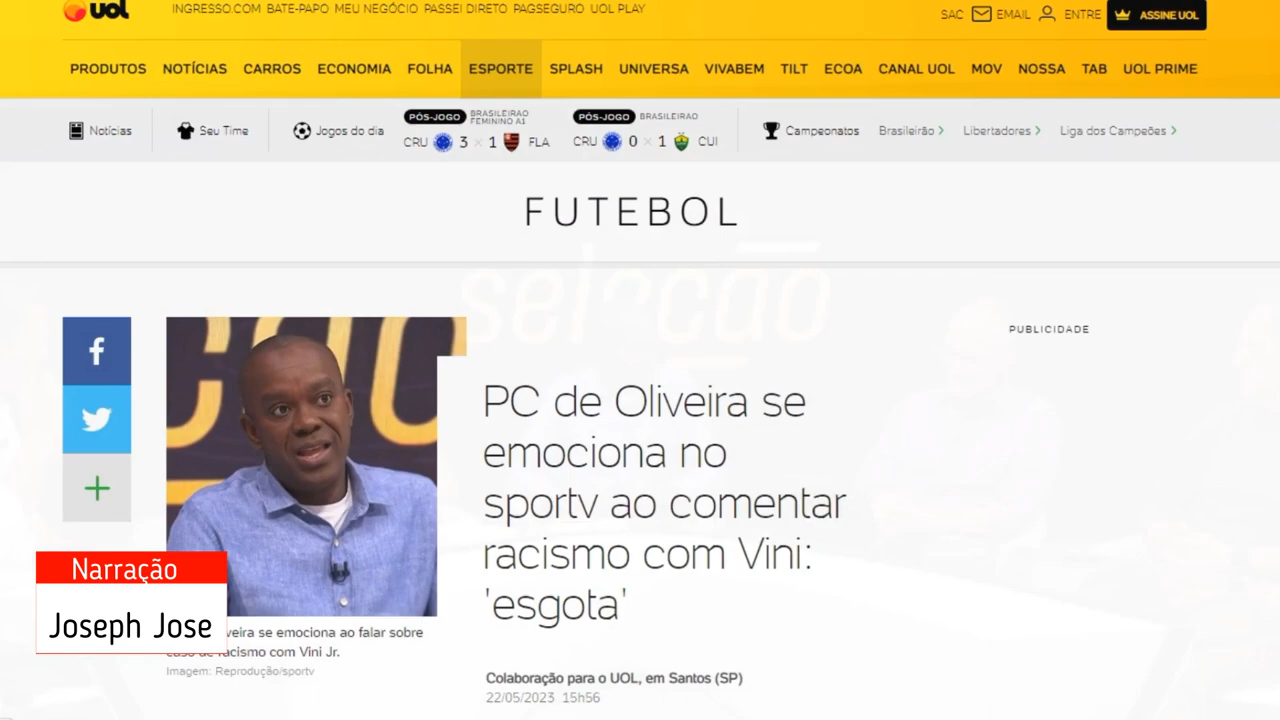 uol
INGRESSO.COM BATE-PAPO MEU NEGÓCIO PASSEI DIRETO PAGSEGURO UOL PLAY
SAC EMAIL ENTRE ASSINE UOL
PRODUTOS NOTÍCIAS CARROS ECONOMIA FOLHA ESPORTE SPLASH UNIVERSA VIVABEM TILT ECOA CANAL UOL MOV NOSSA TAB UOL PRIME
Notícias
Seu Time
Jogos do dia
PÓS-JOGO BRASILEIRAO FEMININO A1
CRU 3 × 1 FLA
PÓS-JOGO BRASILEIRAO
CRU 0 × 1 CUI
Campeonatos Brasileirão Libertadores Liga dos Campeões
FUTEBOL
seleção
PUBLICIDADE
PC de Oliveira se
emociona no
sportv ao comentar
racismo com Vini:
'esgota'
Narração
Joseph Jose
veira se emociona ao falar sobre
caso de racismo com Vini Jr.
Imagem: Reprodução/sportv
Colaboração para o UOL, em Santos (SP)
22/05/2023 15h56